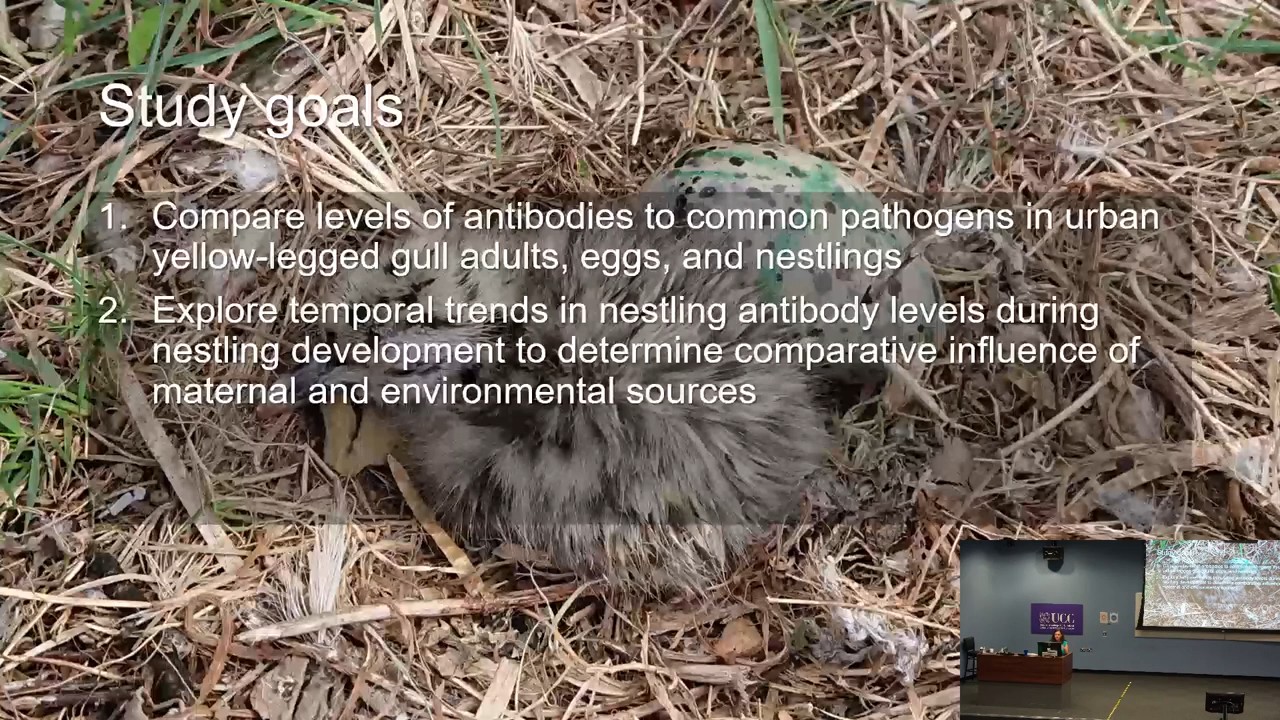 Study goals
1. Compare levels of antibodies to common pathogens in urban
yellow-legged gull adults, eggs, and nestlings
2. Explore temporal trends in nestling antibody levels during
nestling development to determine comparative influence of
maternal and environmental sources
UCC